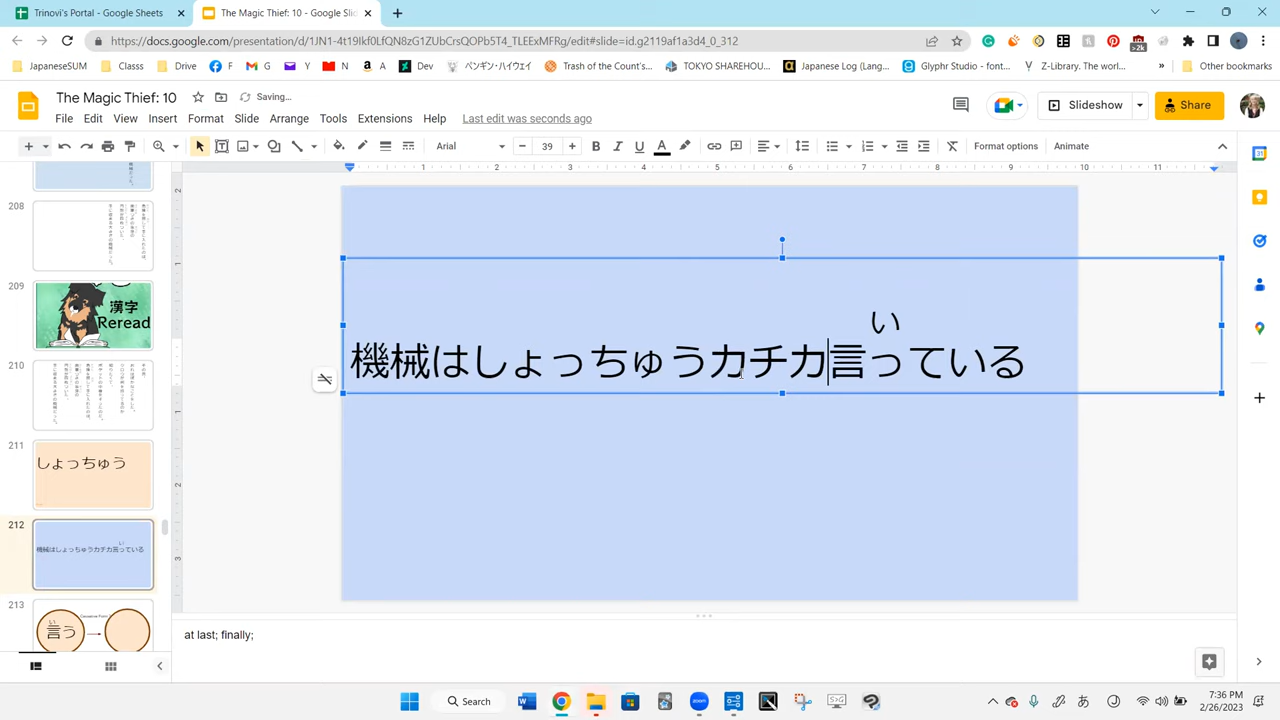 Trinovi's Portal - Google Sheets
The Magic Thief: 10 - Google Slid
https://docs.google.com/presentation/d/1JN1-4t19Ikf0LfQN8zG1ZUbCrsQOPb5T4_TLEExMFRg/edit#slide=id.g2119af1a3d4_0_312
JapaneseSUM
Classs
Drive
F
G
Y
N
A
Dev
ペンギン・ハイウェイ
Trash of the Count's...
TOKYO SHAREHOU...
Japanese Log (Lang...
Glyphr Studio - font...
Z-Library. The worl...
»
Other bookmarks
The Magic Thief: 10
Saving...
File Edit View Insert Format Slide Arrange Tools Extensions Help
Last edit was seconds ago
Slideshow
Share
Arial
39
Format options
Animate
208
209
漢字
Reread
210
211
しょっちゅう
212
い
機械はしょっちゅうカチカ言っている
213
い
言う
い
機械はしょっちゅうカチカ言っている
at last; finally;
Search
7:36 PM
2/26/2023